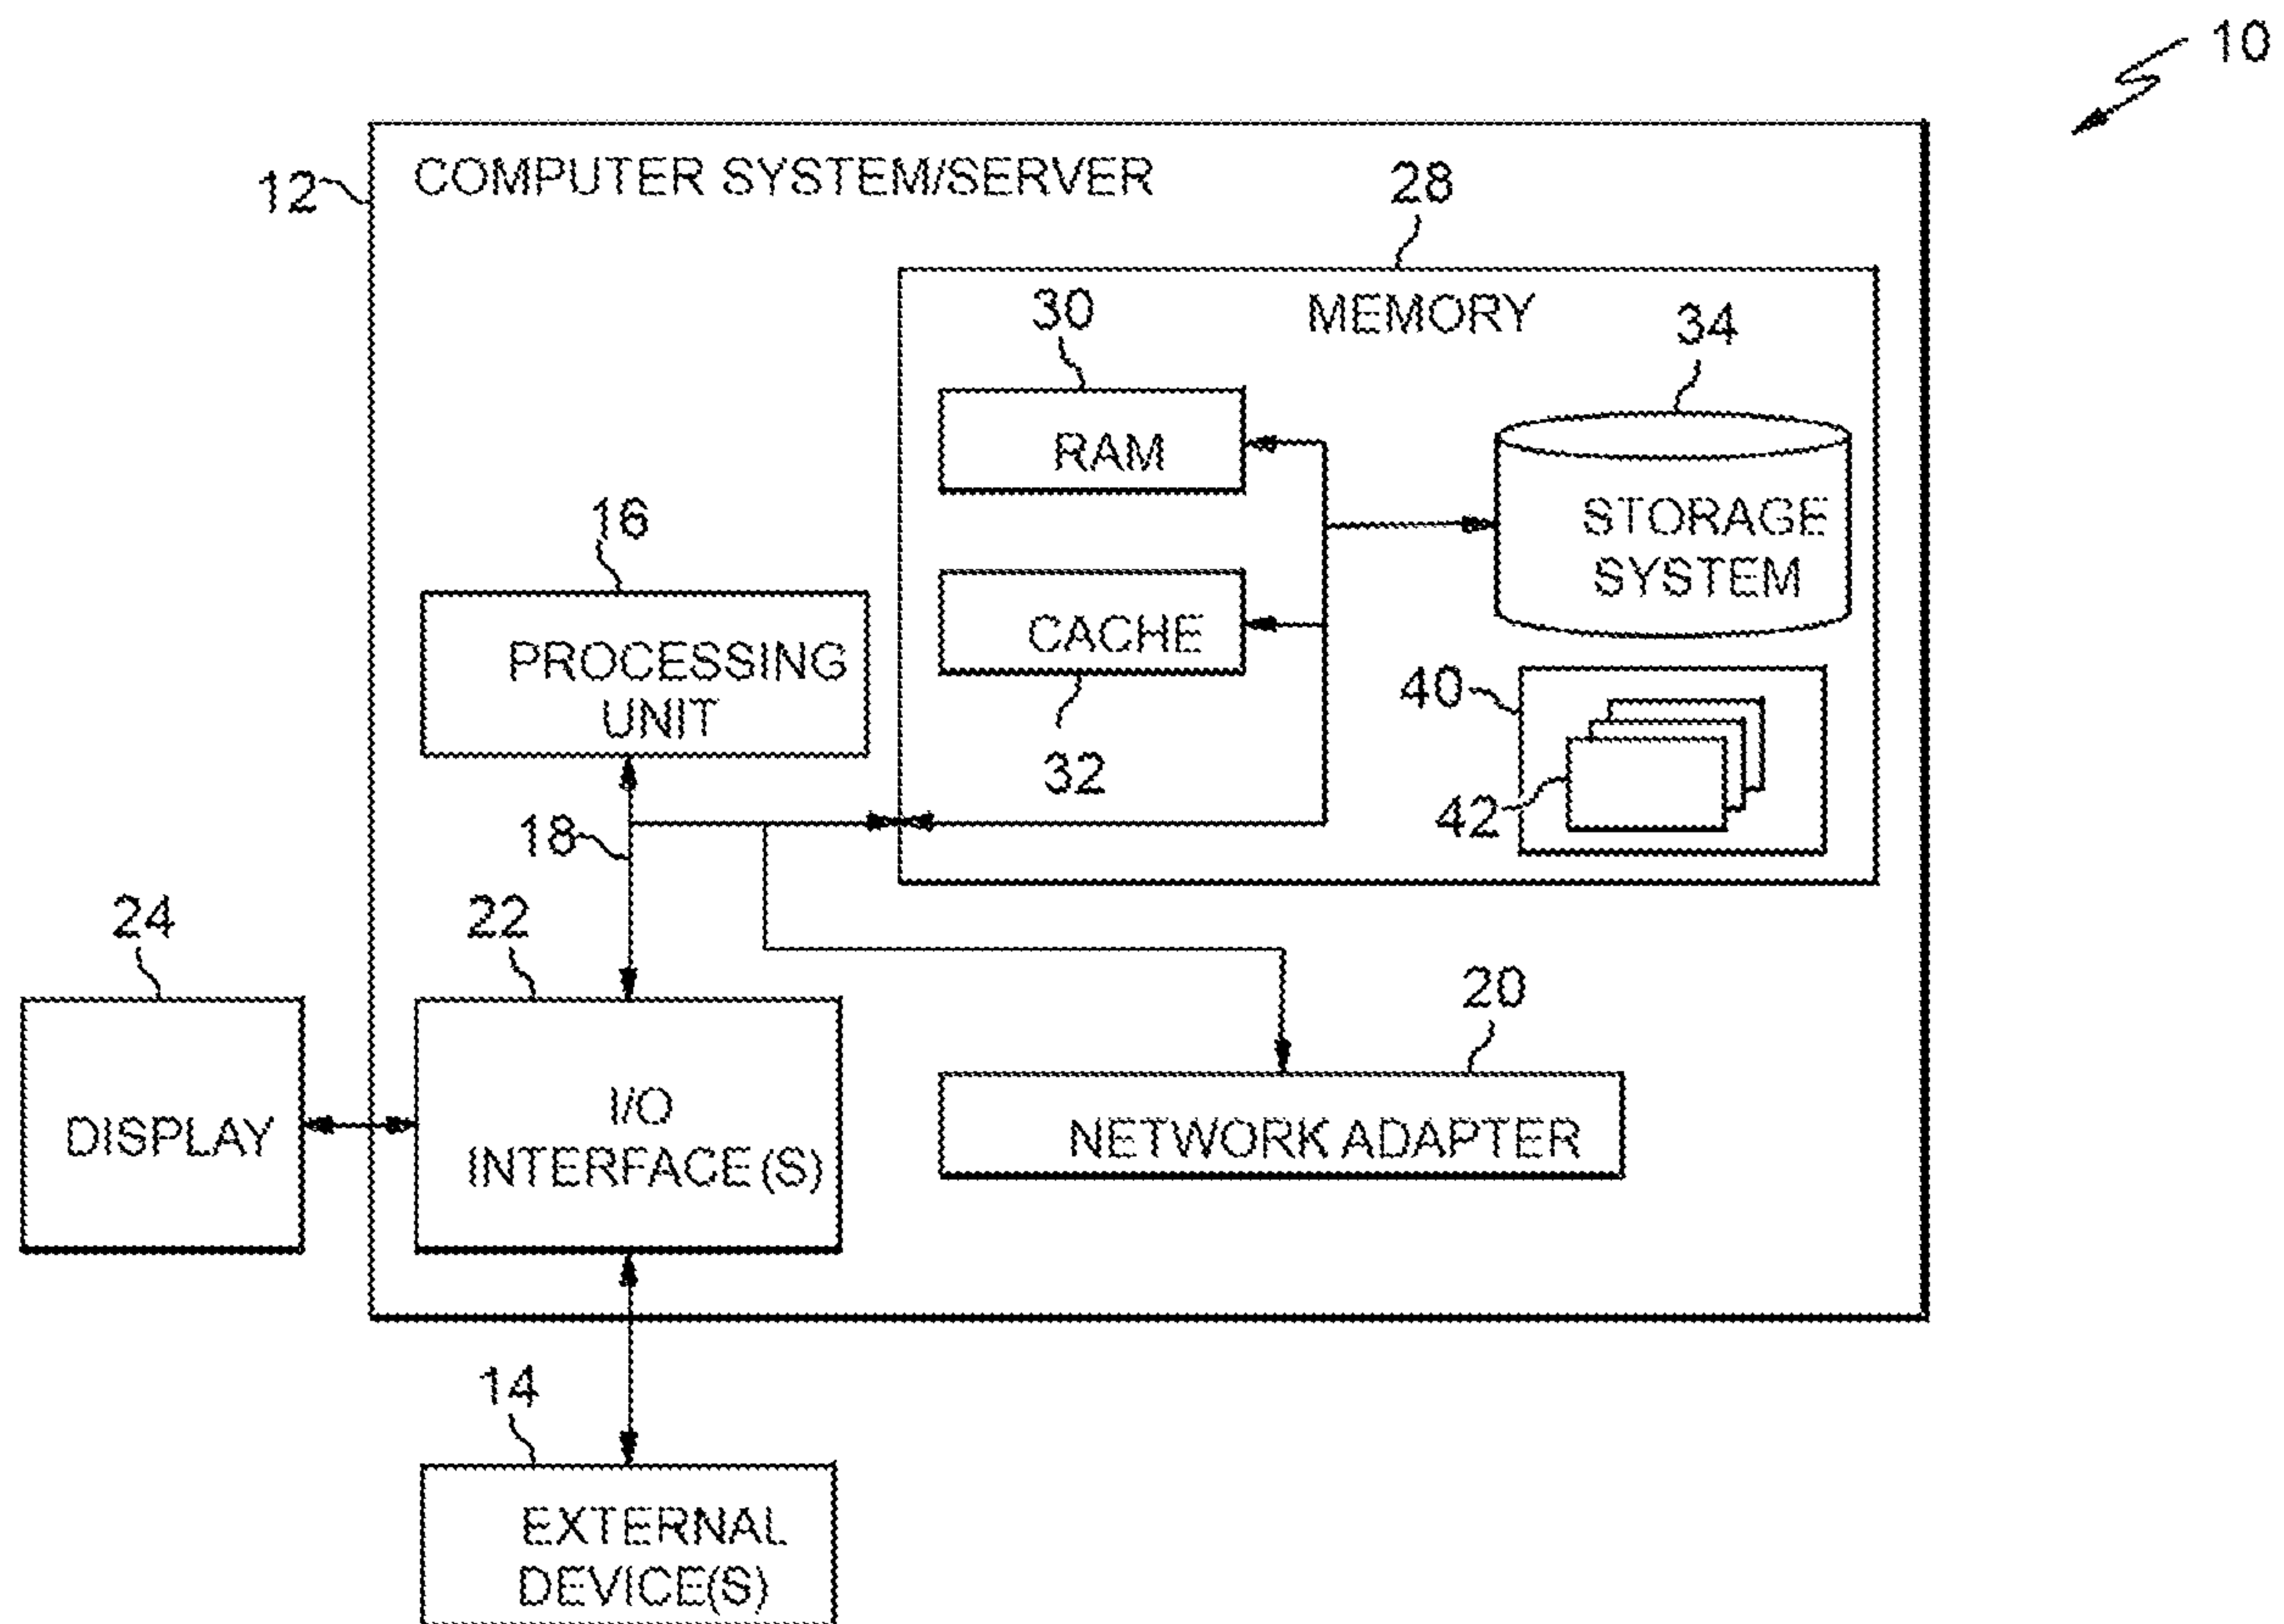 10
12
COMPUTER SYSTEM/SERVER
28
MEMORY
30
34
RAM
STORAGE
SYSTEM
16
PROCESSING
UNIT
CACHE
32
40
42
18
24
22
20
DISPLAY
I/O
INTERFACE(S)
NETWORK ADAPTER
14
EXTERNAL
DEVICE(S)